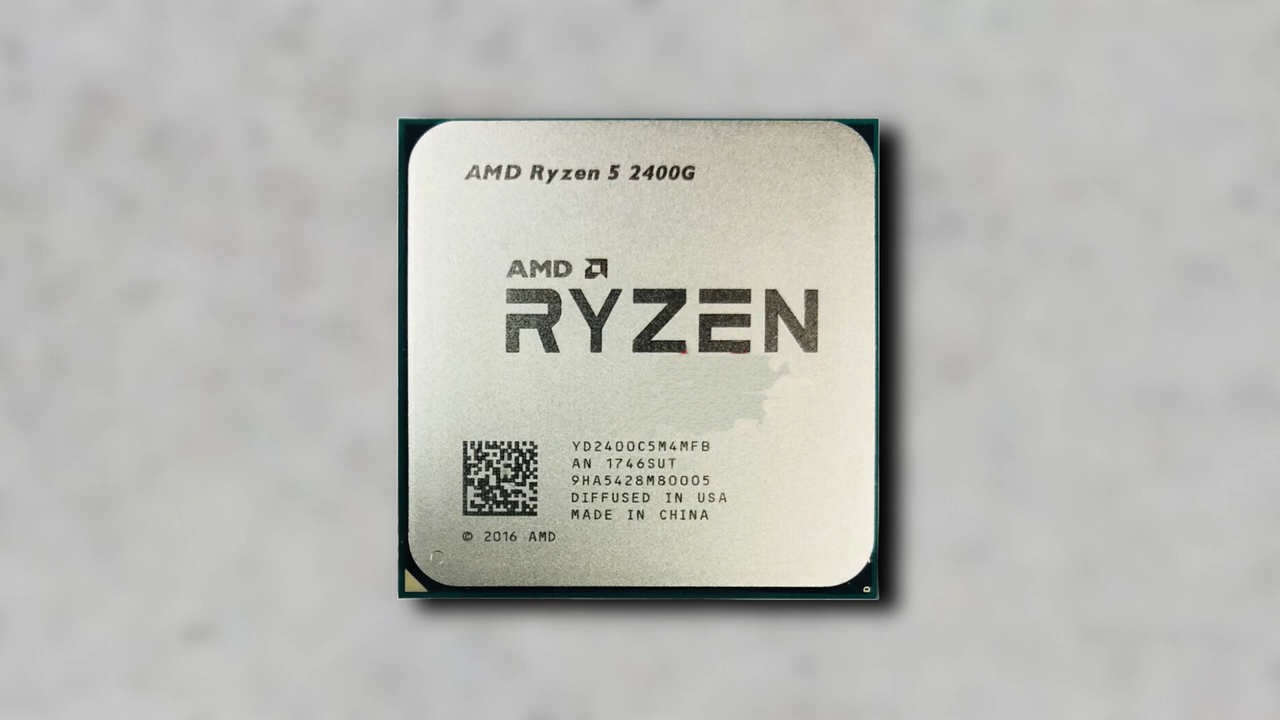 AMD Ryzen 5 2400G
AMD
RYZEN
YD2400C5M4MFB
AN 1746SUT
9HA5428M80005
DIFFUSED IN USA
MADE IN CHINA
© 2016 AMD
D